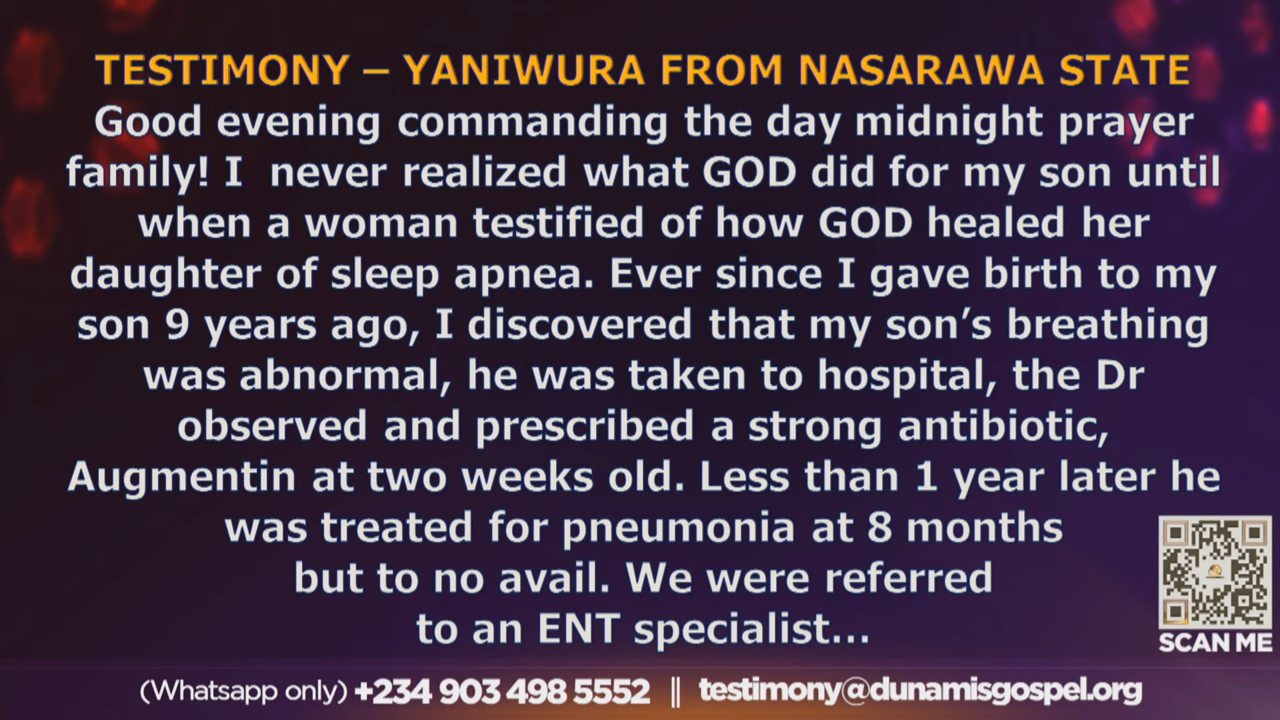 TESTIMONY – YANIWURA FROM NASARAWA STATE
Good evening commanding the day midnight prayer
family! I never realized what GOD did for my son until
when a woman testified of how GOD healed her
daughter of sleep apnea. Ever since I gave birth to my
son 9 years ago, I discovered that my son’s breathing
was abnormal, he was taken to hospital, the Dr
observed and prescribed a strong antibiotic,
Augmentin at two weeks old. Less than 1 year later he
was treated for pneumonia at 8 months
but to no avail. We were referred
to an ENT specialist...
SCAN ME
(Whatsapp only) +234 903 498 5552 || testimony@dunamisgospel.org